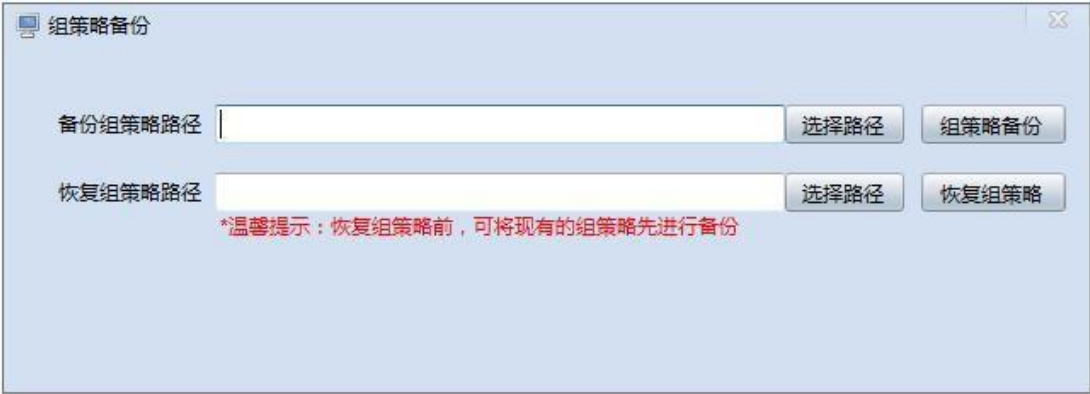 组策略备份
备份组策略路径 选择路径 组策略备份
恢复组策略路径 选择路径 恢复组策略
*温馨提示：恢复组策略前，可将现有的组策略先进行备份